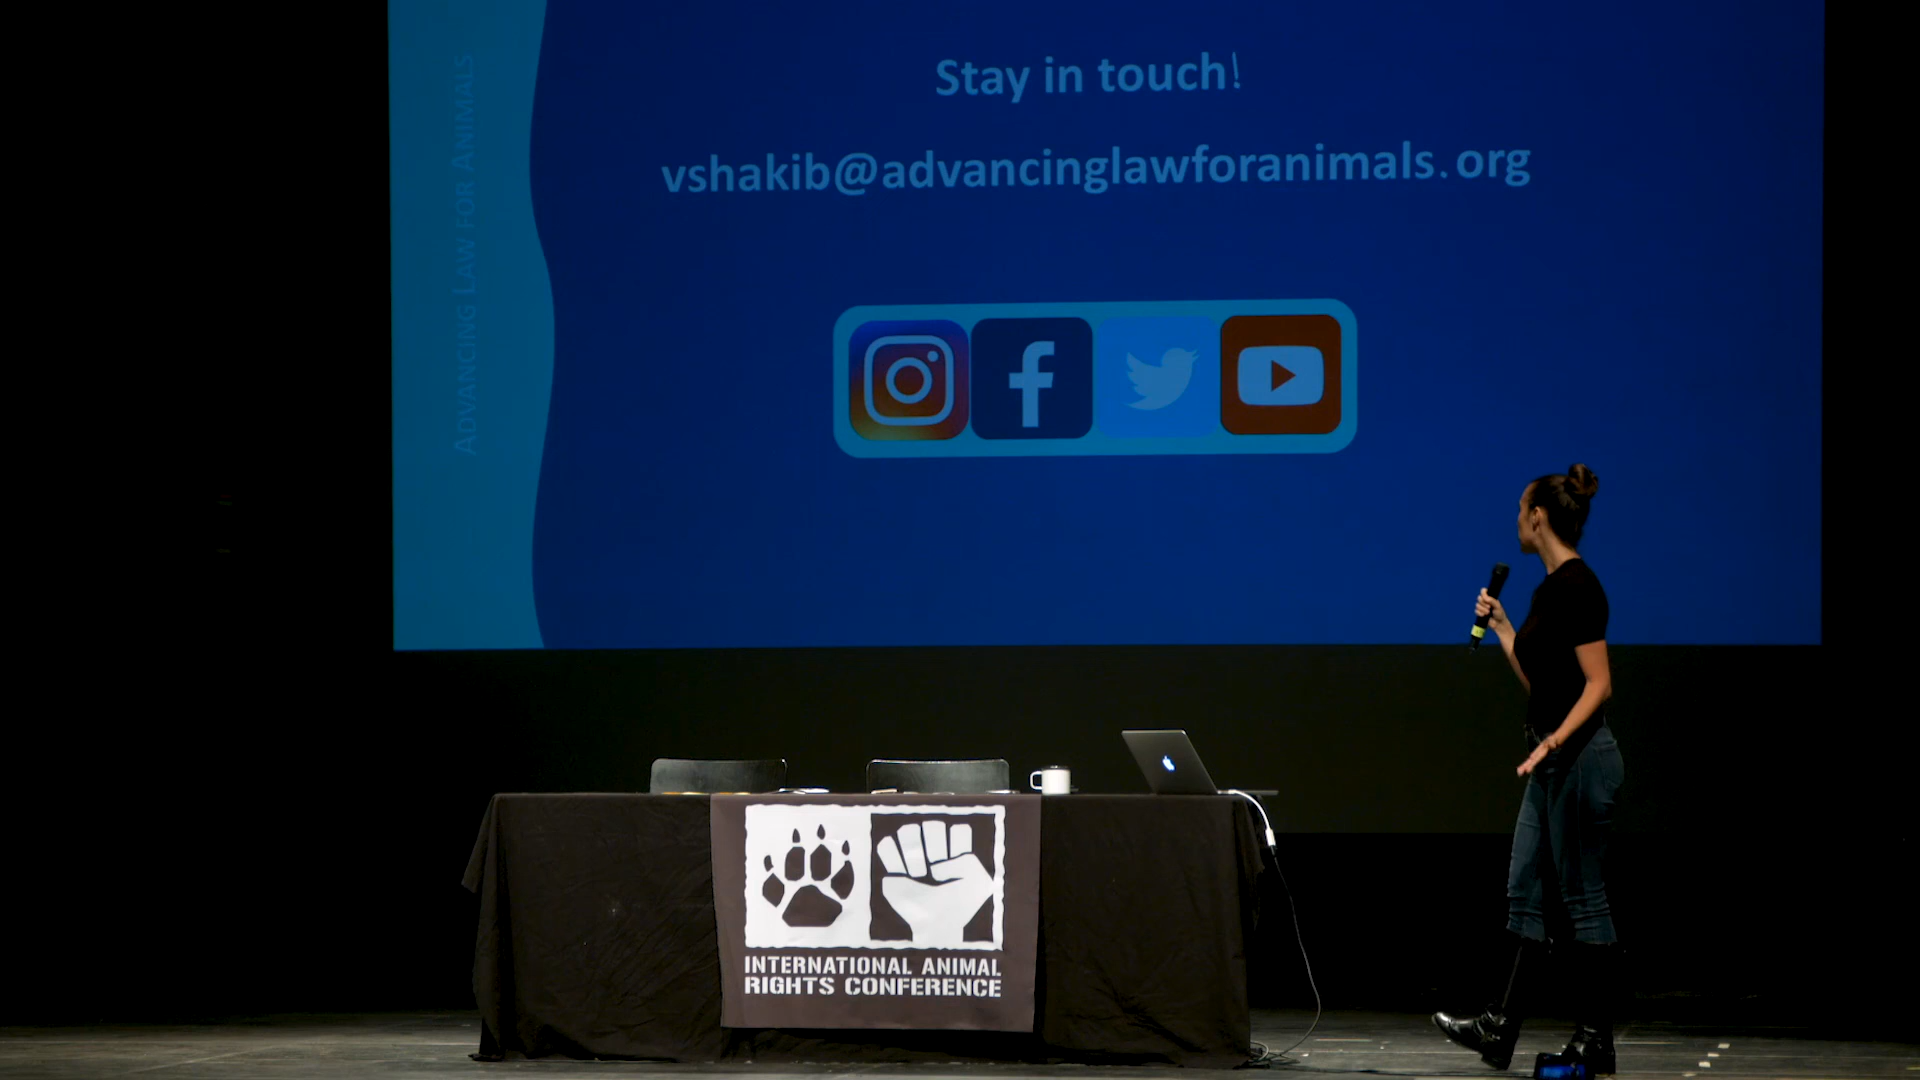 Stay in touch!
vshakib@advancinglawforanimals.org
ADVANCING LAW FOR ANIMALS
INTERNATIONAL ANIMAL
RIGHTS CONFERENCE